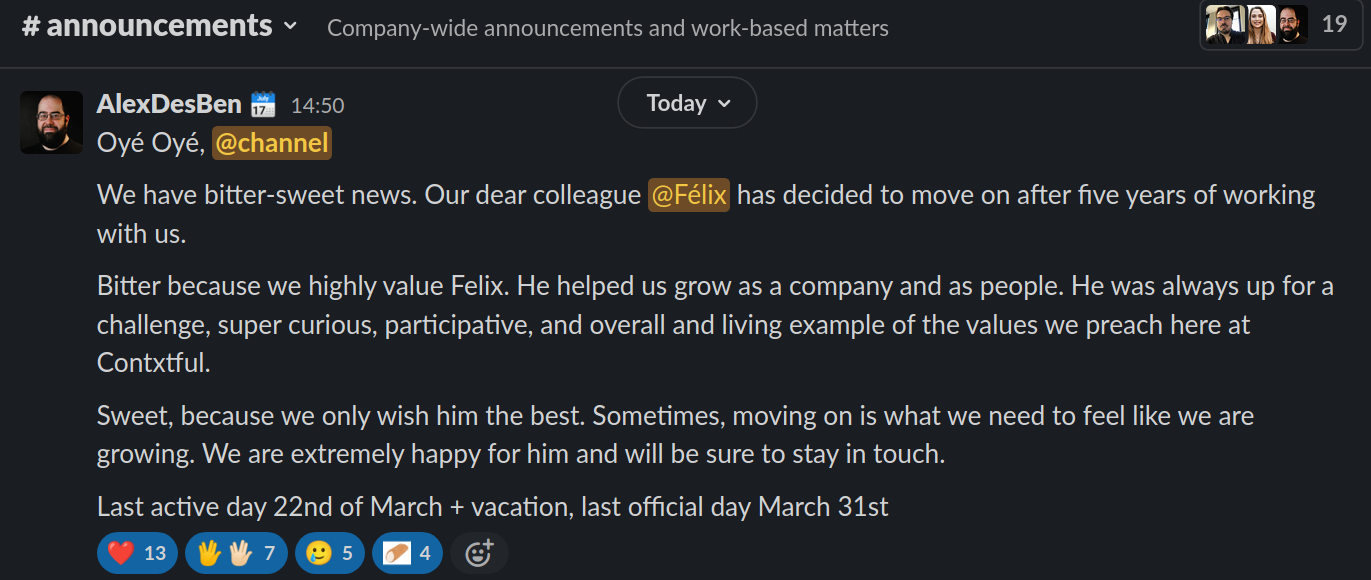 # announcements Company-wide announcements and work-based matters 19
AlexDesBen July 17 14:50 Today
Oyé Oyé, @channel
We have bitter-sweet news. Our dear colleague @Félix has decided to move on after five years of working
with us.
Bitter because we highly value Felix. He helped us grow as a company and as people. He was always up for a
challenge, super curious, participative, and overall and living example of the values we preach here at
Contxtful.
Sweet, because we only wish him the best. Sometimes, moving on is what we need to feel like we are
growing. We are extremely happy for him and will be sure to stay in touch.
Last active day 22nd of March + vacation, last official day March 31st
13 7 5 4